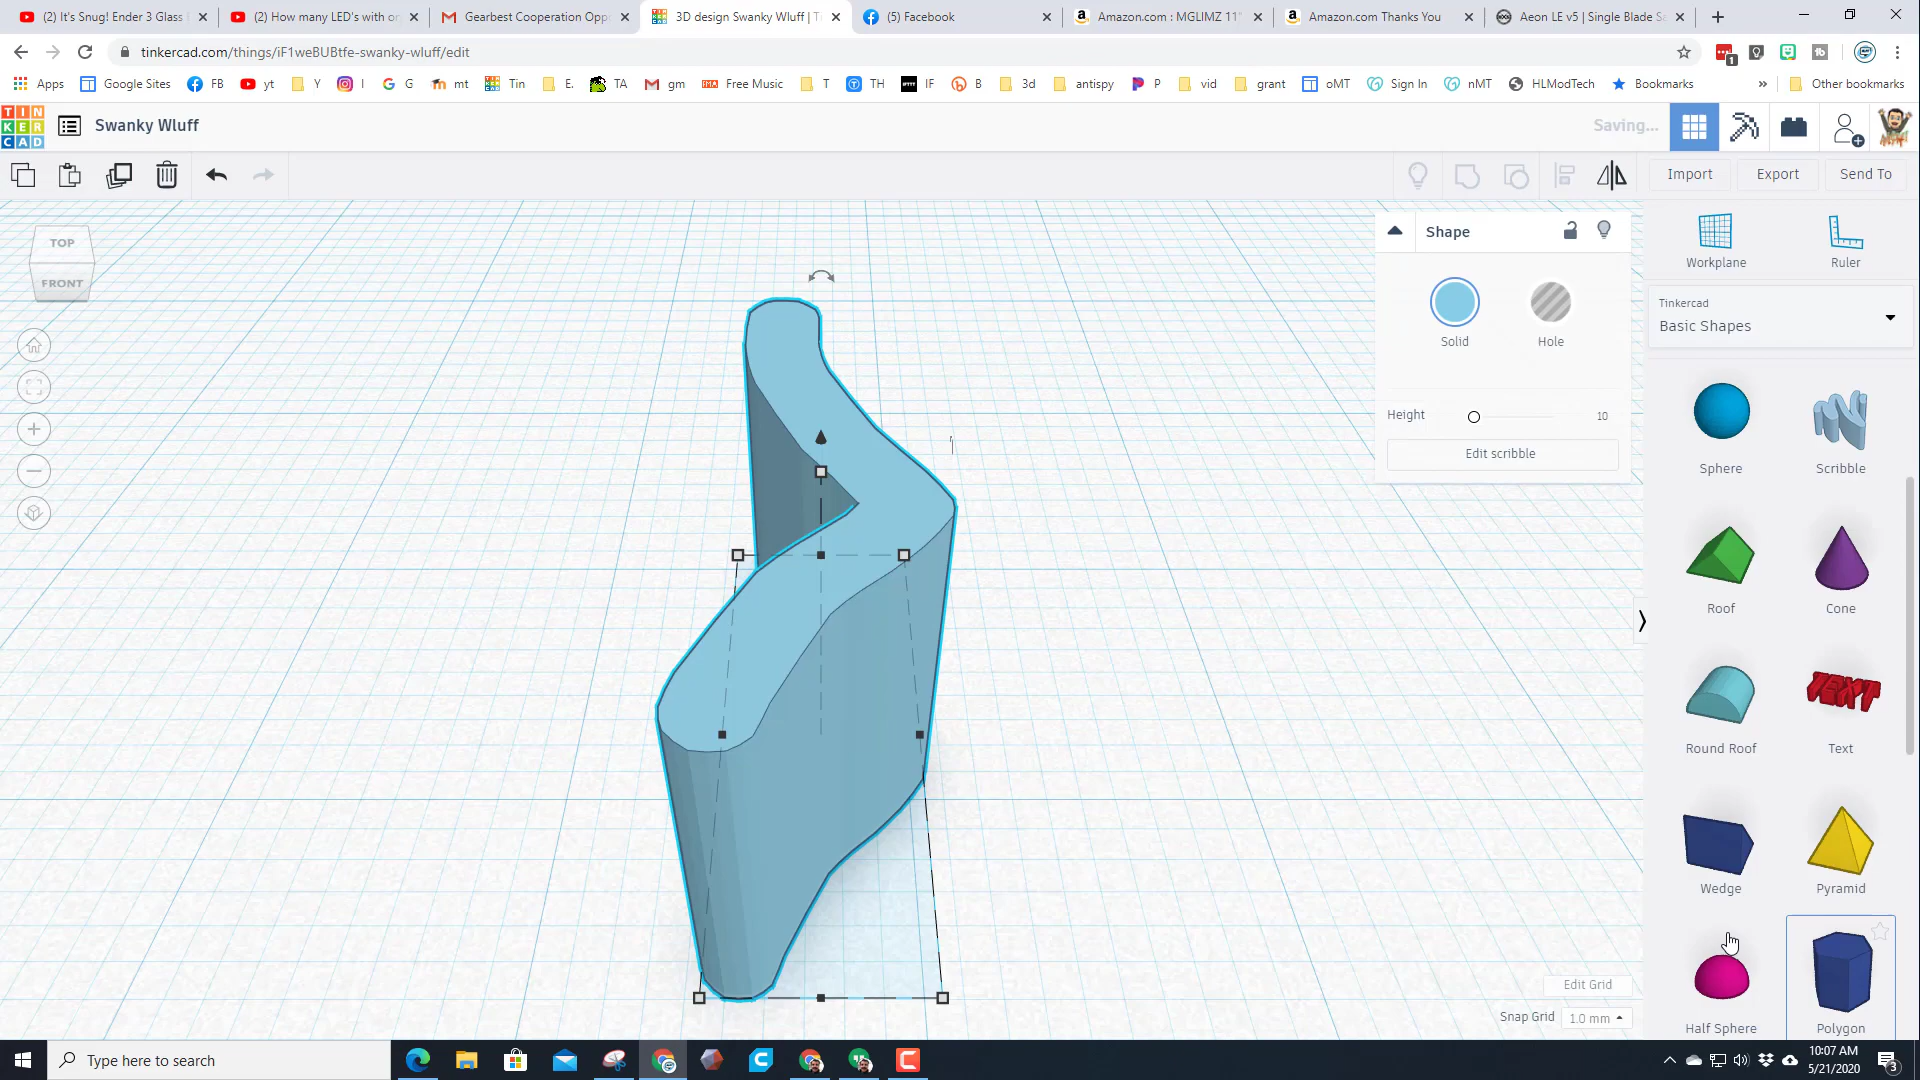 (2) It's Snug! Ender 3 Glass
(2) How many LED's with on
Gearbest Cooperation Opp
3D design Swanky Wluff | T
(5) Facebook
Amazon.com : MGLIMZ 11"
Amazon.com Thanks You
Aeon LE v5 | Single Blade Sa
tinkercad.com/things/iF1weBUBtfe-swanky-wluff/edit
1
Apps
Google Sites
FB
yt
Y
I
G
mt
Tin
E.
TA
gm
Free Music
T
TH
IF
B
3d
antispy
P
vid
grant
oMT
Sign In
nMT
HLModTech
Bookmarks
»
Other bookmarks
TIN
KER
CAD
Swanky Wluff
Saving...
Import
Export
Send To
TOP
FRONT
Shape
Solid
Hole
Height
10
Edit scribble
Workplane
Ruler
Tinkercad
Basic Shapes
Sphere
Scribble
Roof
Cone
Round Roof
TEXT
Text
Wedge
Pyramid
Half Sphere
Polygon
Edit Grid
Snap Grid
1.0 mm
Type here to search
10:07 AM
5/21/2020
3